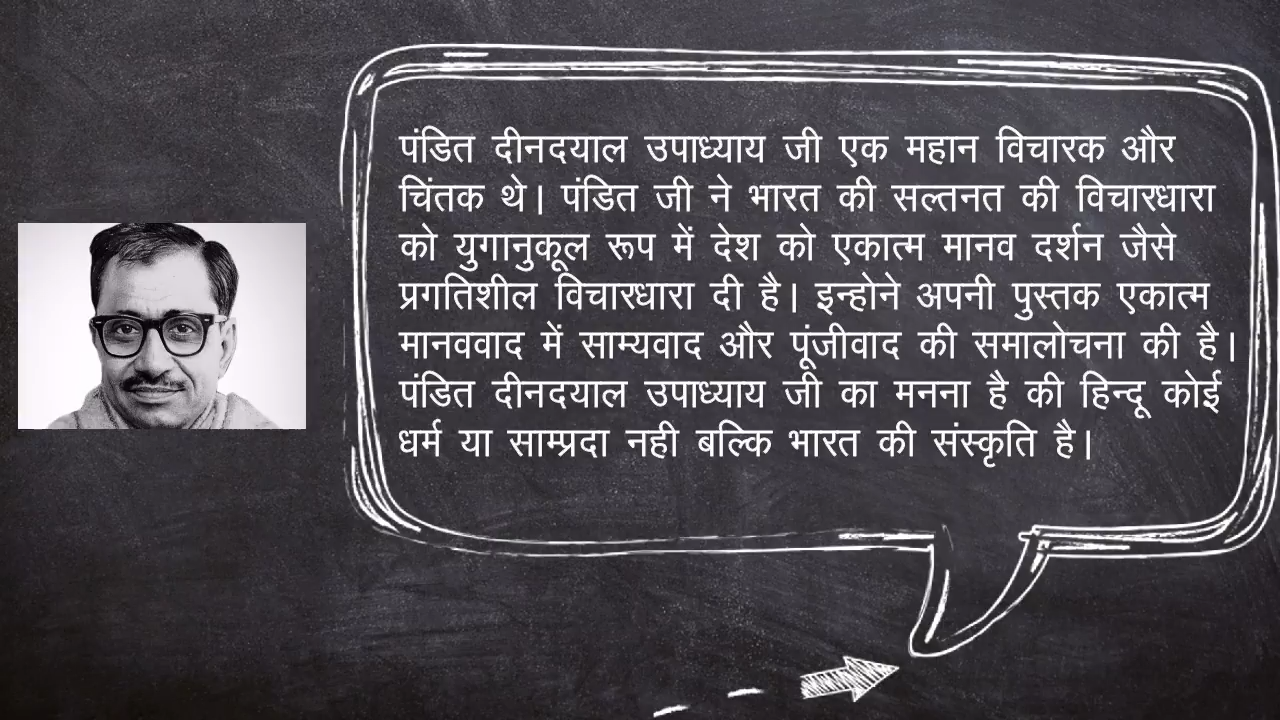 पंडित दीनदयाल उपाध्याय जी एक महान विचारक और
चिंतक थे। पंडित जी ने भारत की सल्तनत की विचारधारा
को युगानुकूल रूप में देश को एकात्म मानव दर्शन जैसे
प्रगतिशील विचारधारा दी है। इन्होने अपनी पुस्तक एकात्म
मानववाद में साम्यवाद और पूंजीवाद की समालोचना की है।
पंडित दीनदयाल उपाध्याय जी का मनना है की हिन्दू कोई
धर्म या साम्प्रदा नही बल्कि भारत की संस्कृति है।